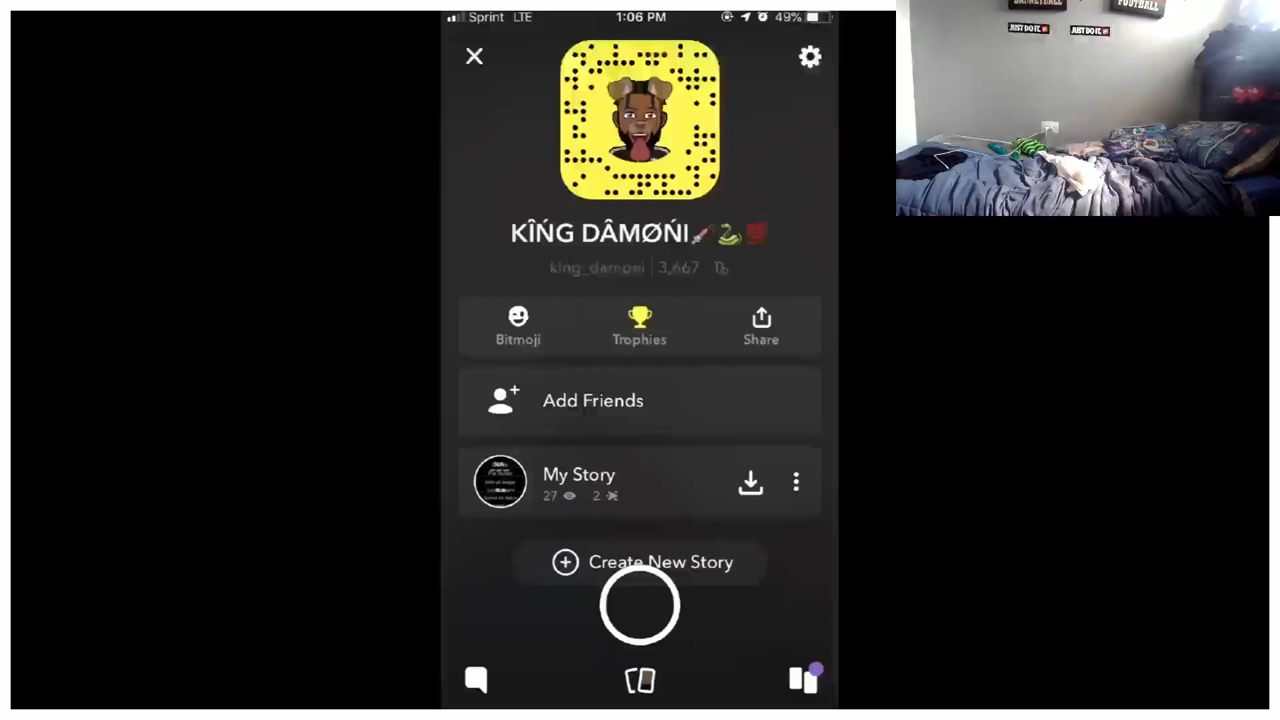 Sprint LTE 1:06 PM 49%
BASKETBALL FOOTBALL
JUST DO IT. JUST DO IT.
KÎŃG DÂMØŃI💉🐍💯
king_damoni | 3,667 ♑
Bitmoji Trophies Share
Add Friends
My Story
27 2
Create New Story